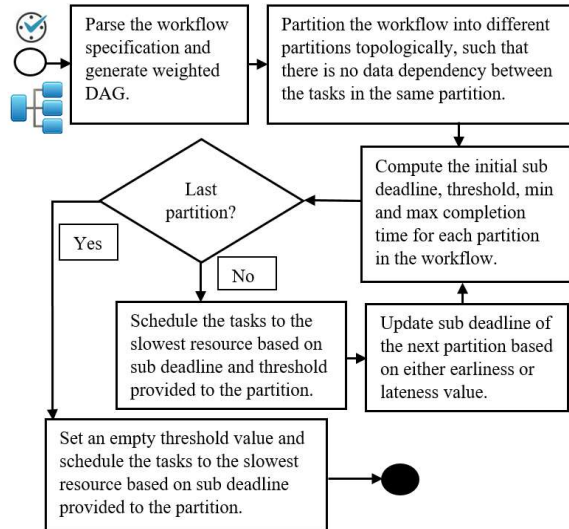 Parse the workflow
specification and
generate weighted
DAG.
Partition the workflow into different
partitions topologically, such that
there is no data dependency between
the tasks in the same partition.
Compute the initial sub
deadline, threshold, min
and max completion
time for each partition
in the workflow.
Last
partition?
Yes
No
Schedule the tasks to the
slowest resource based on
sub deadline and threshold
provided to the partition.
Update sub deadline of
the next partition based
on either earliness or
lateness value.
Set an empty threshold value and
schedule the tasks to the slowest
resource based on sub deadline
provided to the partition.